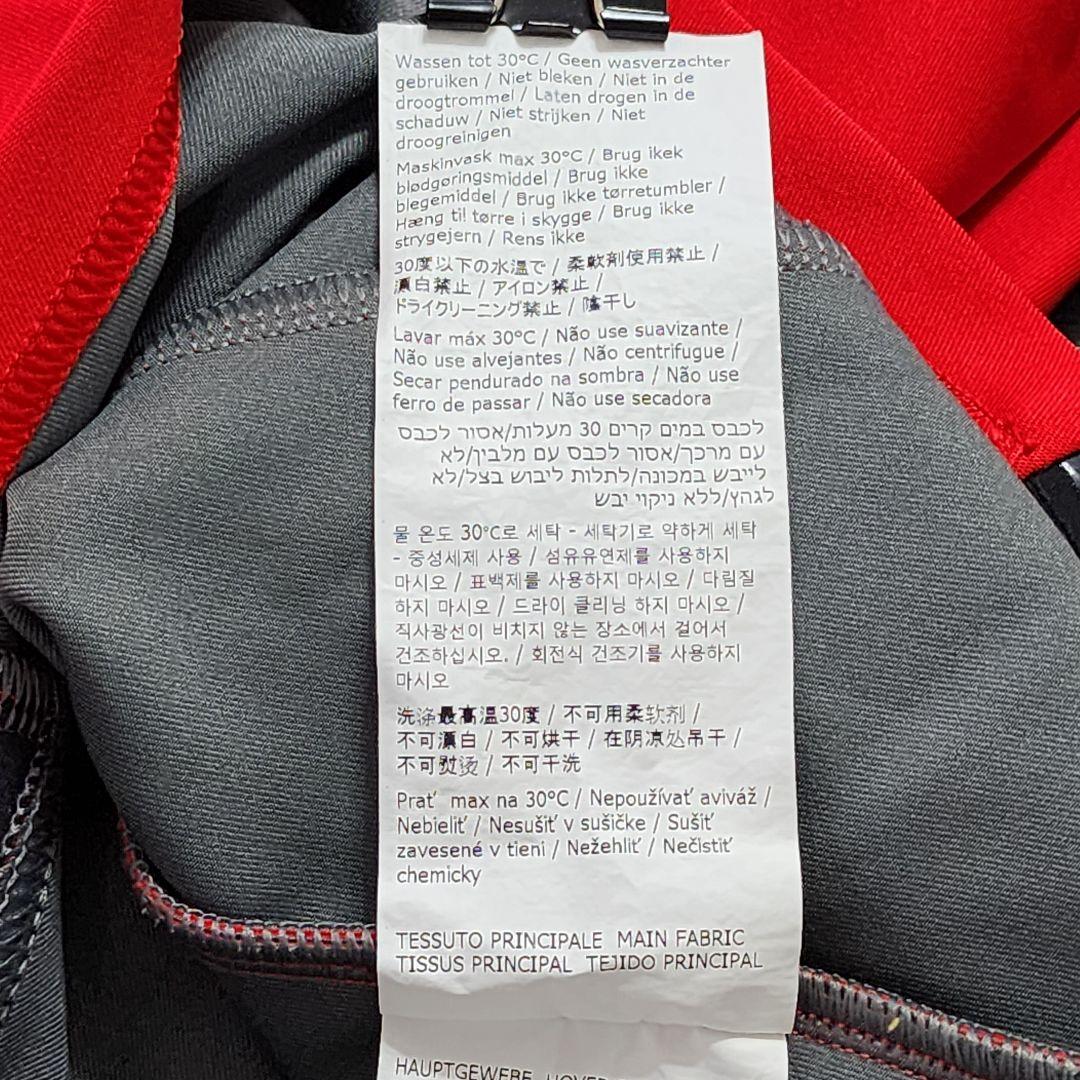 Wassen tot 30°C / Geen wasverzachter
gebruiken / Niet bleken / Niet in de
droogtrommel / Laten drogen in de
schaduw / Niet strijken / Niet
droogreinigen
Maskinvask max 30°C / Brug ikek
blødgøringsmiddel / Brug ikke
blegemiddel / Brug ikke tørretumbler /
Hæng til tørre i skygge / Brug ikke
strygejern / Rens ikke
30度以下の水温で / 柔軟剤使用禁止 /
漂白禁止 / アイロン禁止 /
ドライクリーニング禁止 / 陰干し
Lavar máx 30°C / Não use suavizante /
Não use alvejantes / Não centrifugue /
Secar pendurado na sombra / Não use
ferro de passar / Não use secadora
לכבס במים קרים 30 מעלות/אסור לכבס
עם מרכך/אסור לכבס עם מלבין/לא
לייבש במכונה/לתלות ליבוש בצל/לא
לגהץ/ללא ניקוי יבש
물 온도 30°C로 세탁 - 세탁기로 약하게 세탁
- 중성세제 사용 / 섬유유연제를 사용하지
마시오 / 표백제를 사용하지 마시오 / 다림질
하지 마시오 / 드라이 클리닝 하지 마시오 /
직사광선이 비치지 않는 장소에서 걸어서
건조하십시오. / 회전식 건조기를 사용하지
마시오
洗涤最高温30度 / 不可用柔软剂 /
不可漂白 / 不可烘干 / 在阴凉处吊干 /
不可熨烫 / 不可干洗
Prať max na 30°C / Nepoužívať aviváž /
Nebieliť / Nesušiť v sušičke / Sušiť
zavesené v tieni / Nežehliť / Nečistiť
chemicky
TESSUTO PRINCIPALE MAIN FABRIC
TISSUS PRINCIPAL TEJIDO PRINCIPAL
HAUPTGEWEBE